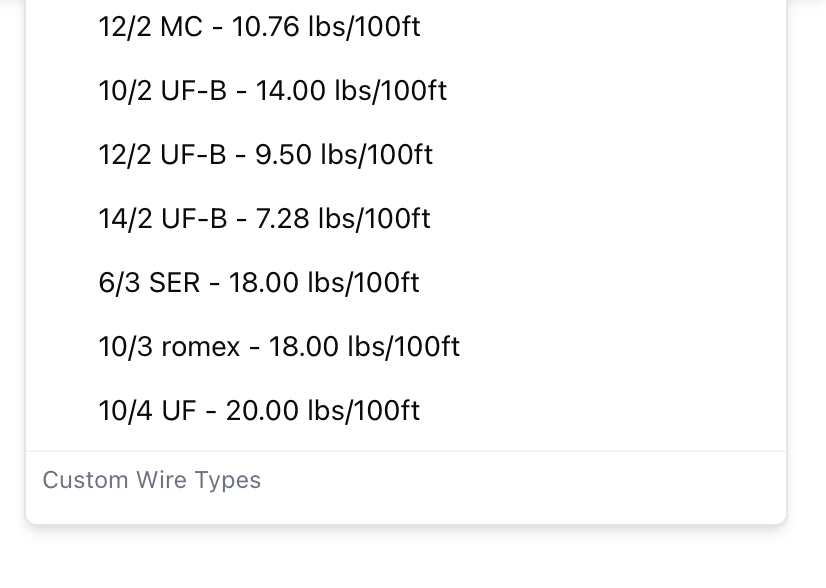 12/2 MC - 10.76 lbs/100ft
10/2 UF-B - 14.00 lbs/100ft
12/2 UF-B - 9.50 lbs/100ft
14/2 UF-B - 7.28 lbs/100ft
6/3 SER - 18.00 lbs/100ft
10/3 romex - 18.00 lbs/100ft
10/4 UF - 20.00 lbs/100ft
Custom Wire Types